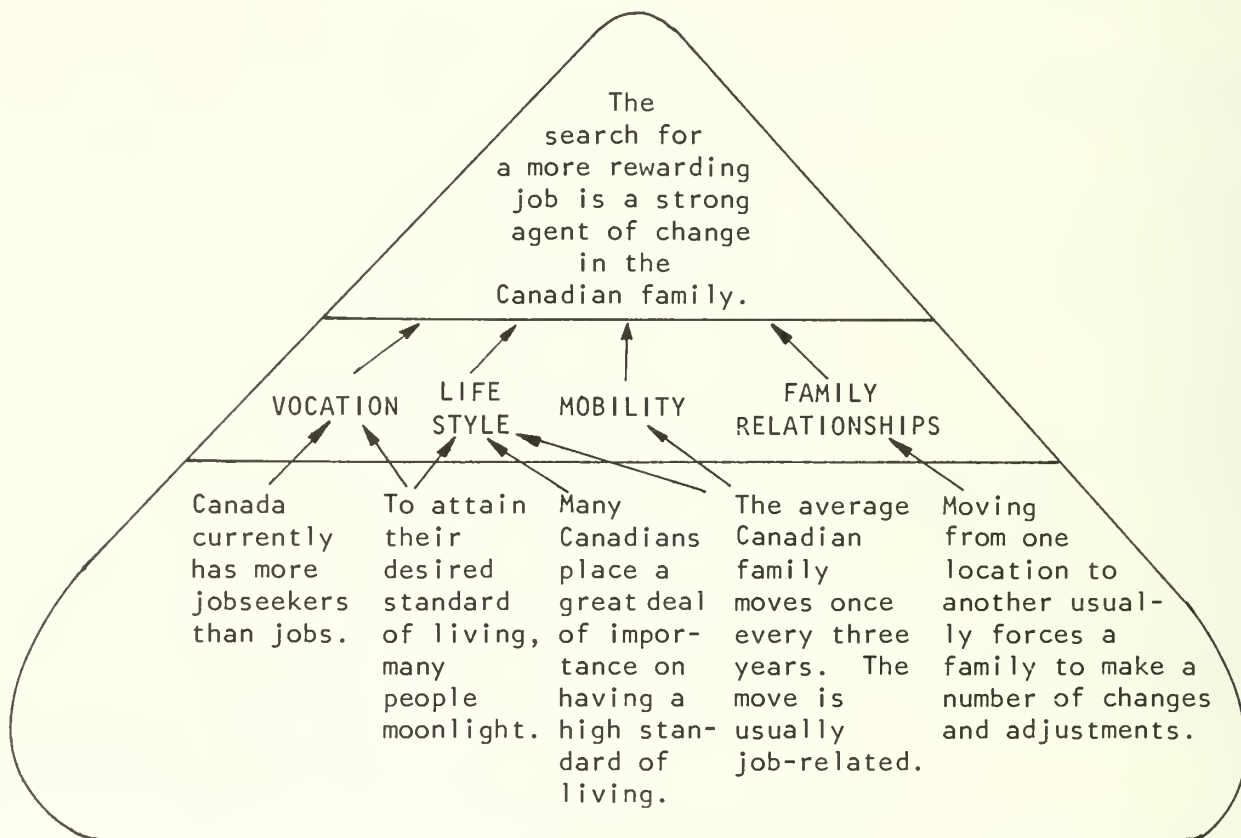 The
search for
a more rewarding
job is a strong
agent of change
in the
Canadian family.
VOCATION
LIFE
STYLE
MOBILITY
FAMILY
RELATIONSHIPS
Canada
currently
has more
jobseekers
than jobs.
To attain
their
desired
standard
of living,
many
people
moonlight.
Many
Canadians
place a
great deal
of impor-
tance on
having a
high stan-
dard of
living.
The average
Canadian
family
moves once
every three
years. The
move is
usually
job-related.
Moving
from one
location to
another usual-
ly forces a
family to make a
number of changes
and adjustments.